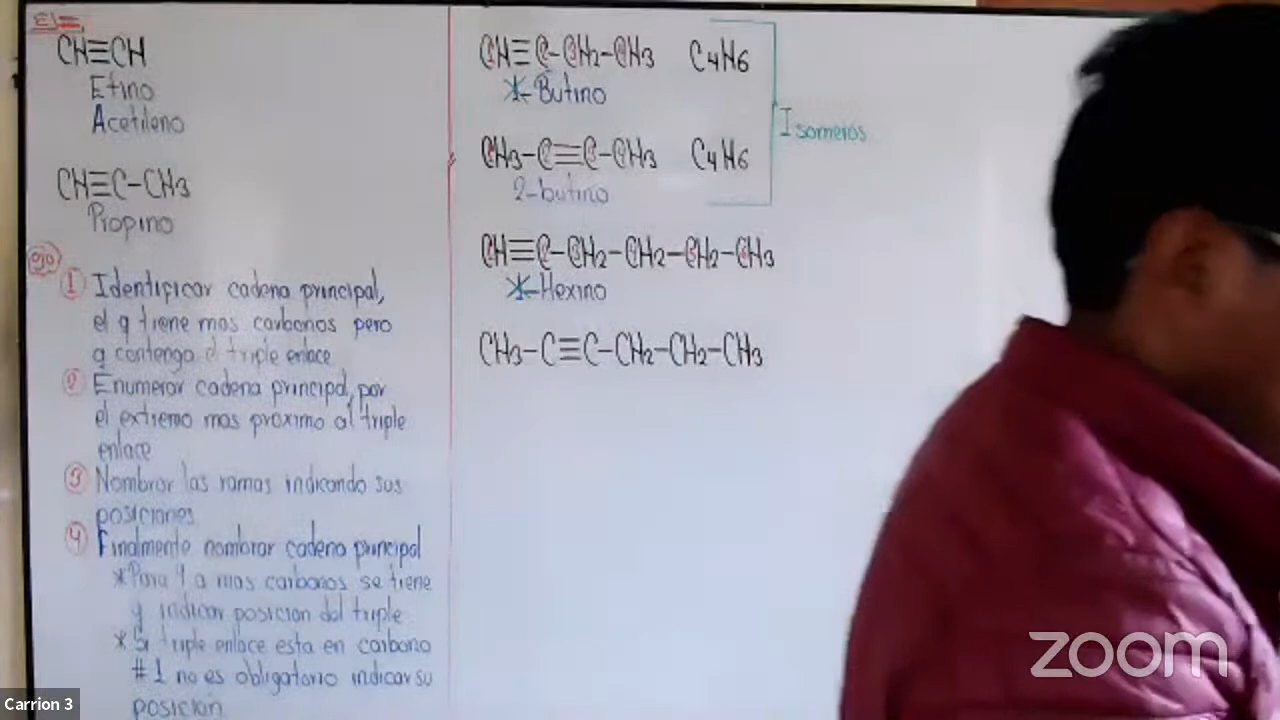 Ej=
CH≡CH
Etino
Acetileno
CH≡C-CH3
Propino
Ojo
1 Identificar cadena principal,
el q tiene mas carbonos pero
q contenga el triple enlace
2 Enumerar cadena principal, por
el extremo mas proximo al triple
enlace
3 Nombrar las ramas indicando sus
posiciones
4 Finalmente nombrar cadena principal
*Para 4 a mas carbonos se tiene
q indicar posicion del triple
* Si triple enlace esta en carbono
#1 no es obligatorio indicar su
posicion
CH≡C-CH2-CH3 C4H6
1-Butino
CH3-C≡C-CH3 C4H6
2-butino
Isomeros
CH≡C-CH2-CH2-CH2-CH3
1-Hexino
CH3-C≡C-CH2-CH2-CH3
zoom
Carrion 3